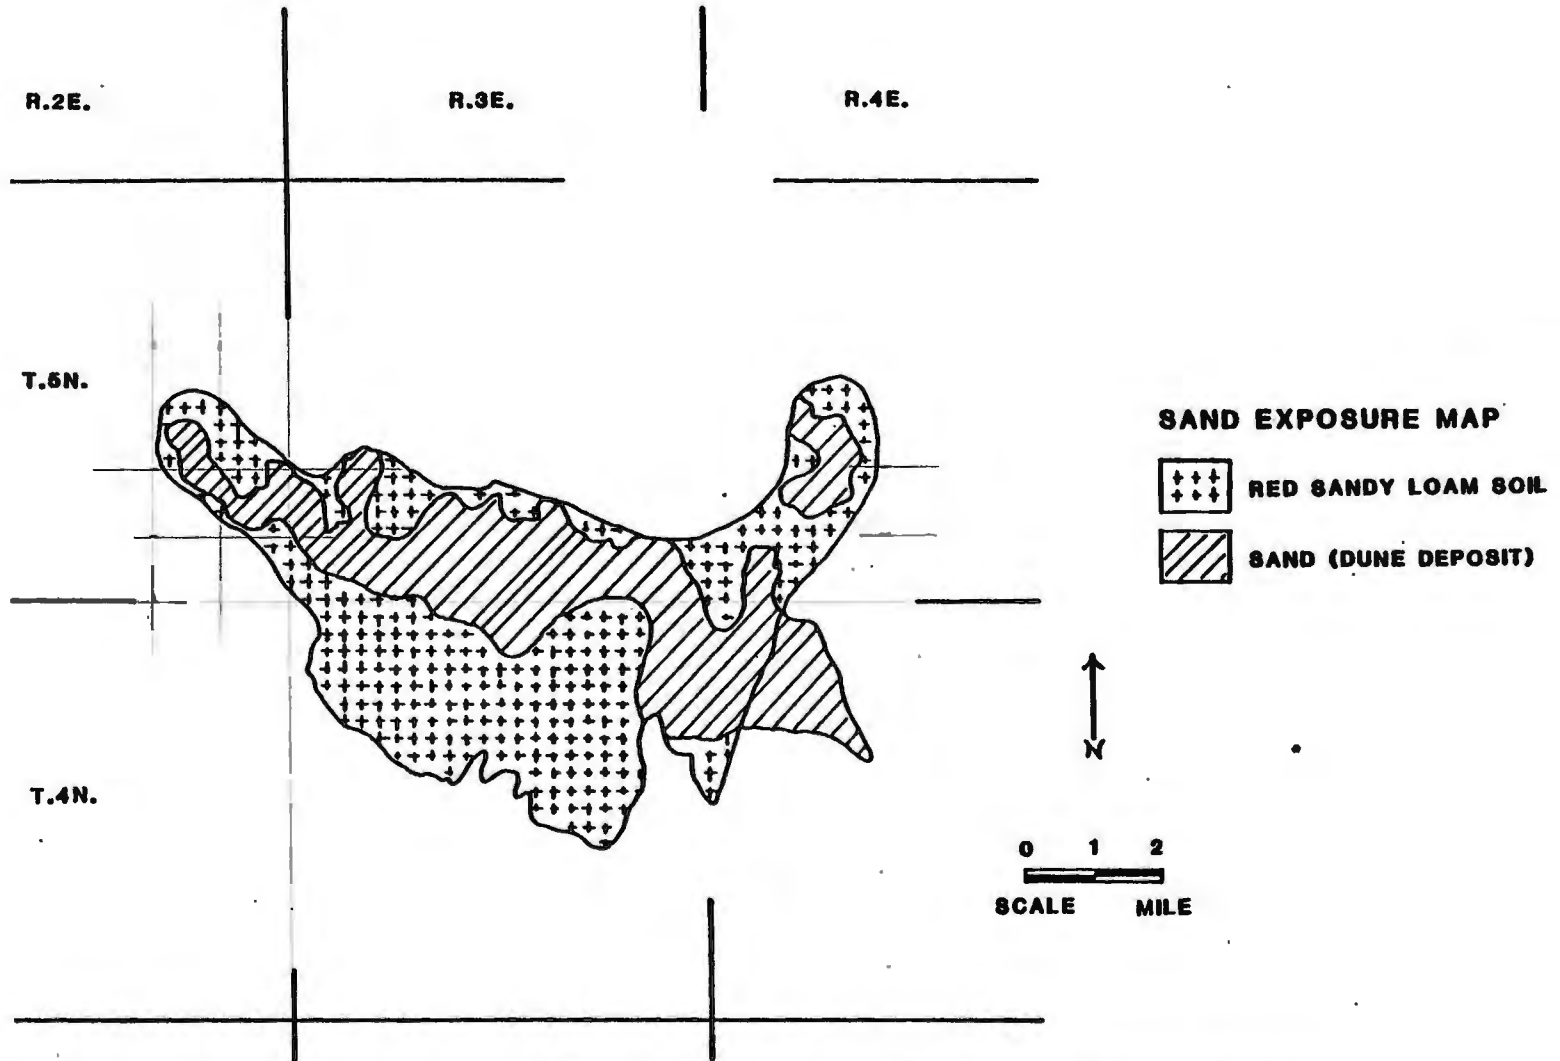 R.2E.
R.3E.
R.4E.
T.5N.
SAND EXPOSURE MAP
RED SANDY LOAM SOIL
SAND (DUNE DEPOSIT)
N
T.4N.
0 1 2
SCALE MILE